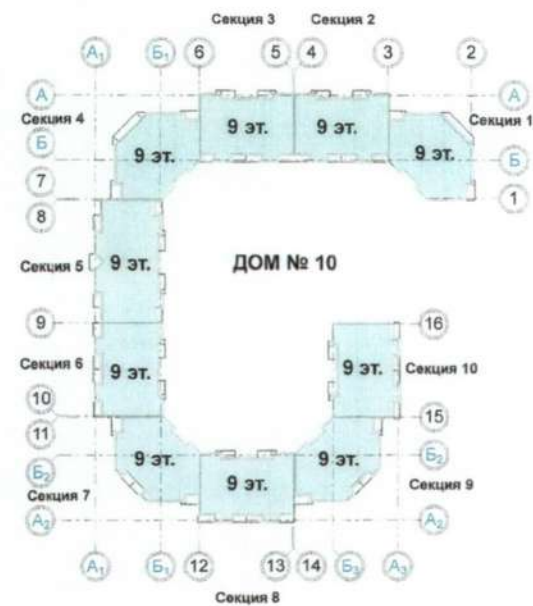 Секция 3 Секция 2
А₁ Б₁ 6 5 4 3 2
А А
Секция 4 9 эт. 9 эт. Секция 1
Б 9 эт. 9 эт. Б
7 1
8
Секция 5 9 эт. ДОМ № 10
9 16
Секция 6 9 эт. 9 эт. Секция 10
10 15
11
Б₂ 9 эт. 9 эт. Б₂
Секция 7 9 эт. Секция 9
А₂ А₂
А₁ Б₁ 12 13 14 Б₃ А₃
Секция 8